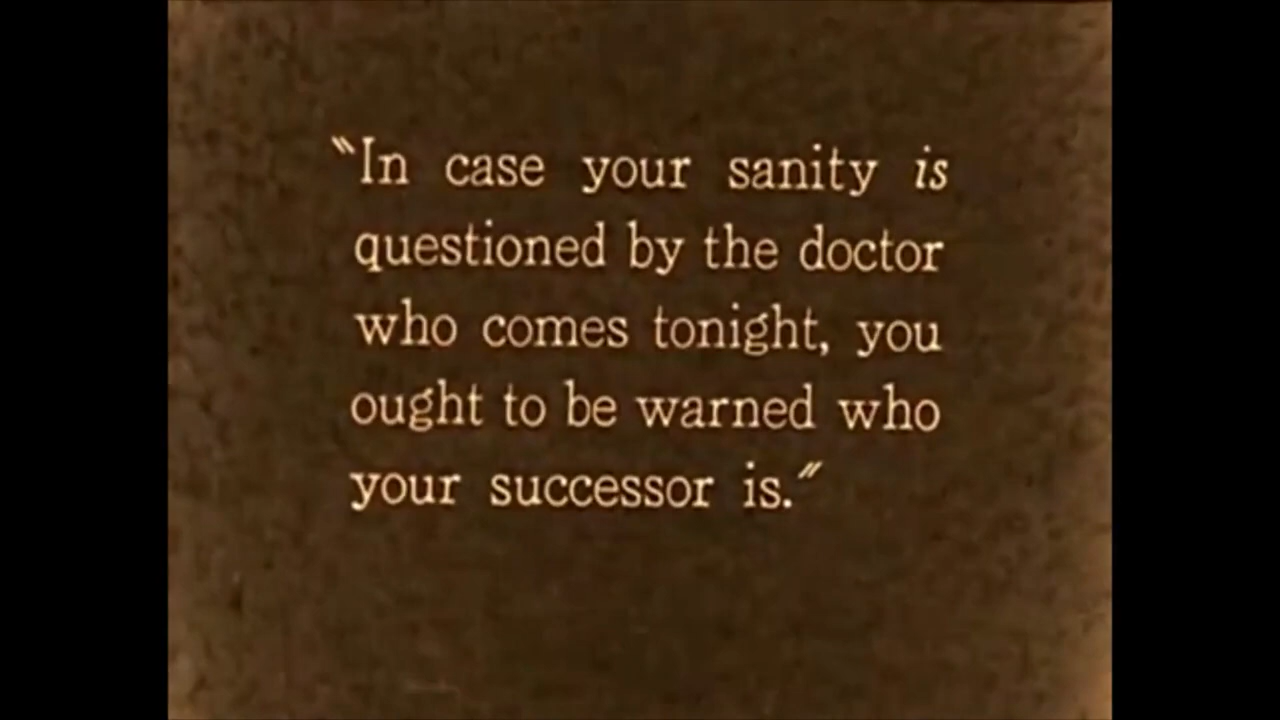 "In case your sanity is
questioned by the doctor
who comes tonight, you
ought to be warned who
your successor is."